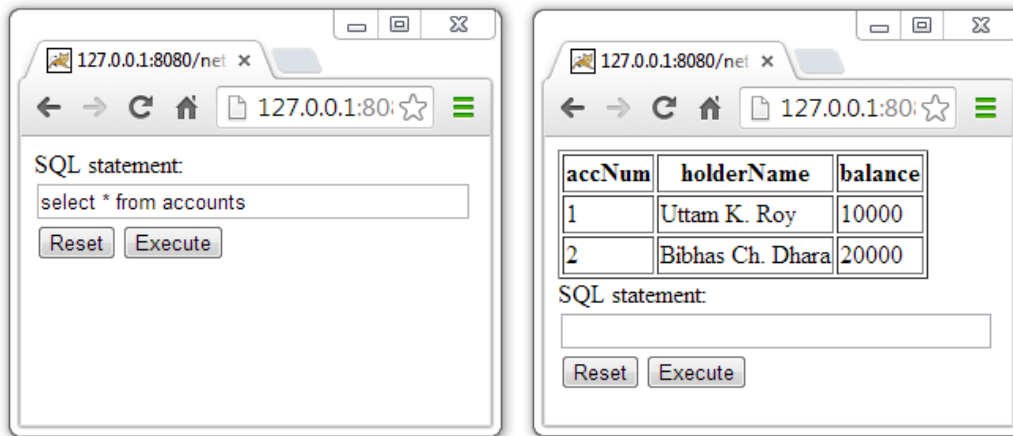 127.0.0.1:8080/net
127.0.0.1:808
SQL statement:
select * from accounts
Reset Execute
127.0.0.1:8080/net
127.0.0.1:808
accNum holderName balance
1 Uttam K. Roy 10000
2 Bibhas Ch. Dhara 20000
SQL statement:
Reset Execute